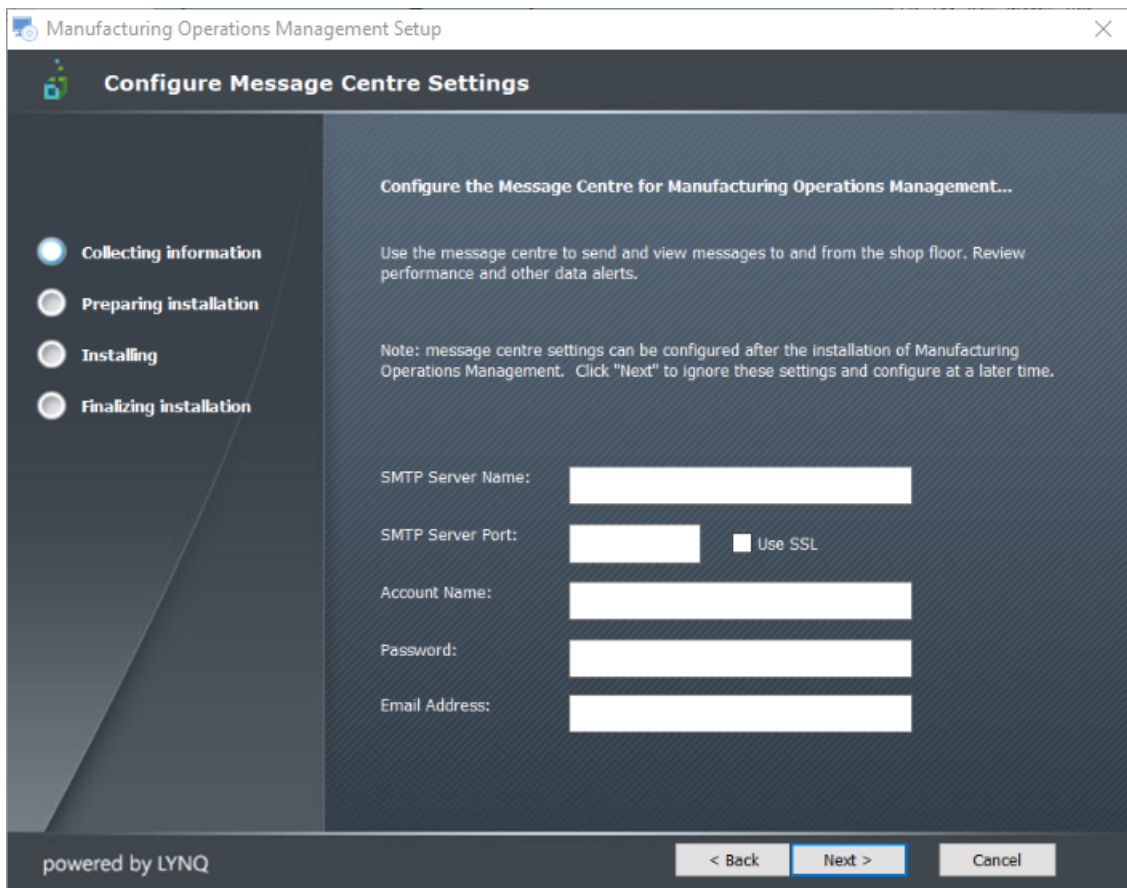 Manufacturing Operations Management Setup
Configure Message Centre Settings
Collecting information
Preparing installation
Installing
Finalizing installation
Configure the Message Centre for Manufacturing Operations Management...
Use the message centre to send and view messages to and from the shop floor. Review
performance and other data alerts.
Note: message centre settings can be configured after the installation of Manufacturing
Operations Management.  Click "Next" to ignore these settings and configure at a later time.
SMTP Server Name:
SMTP Server Port:
Use SSL
Account Name:
Password:
Email Address:
powered by LYNQ
< Back
Next >
Cancel